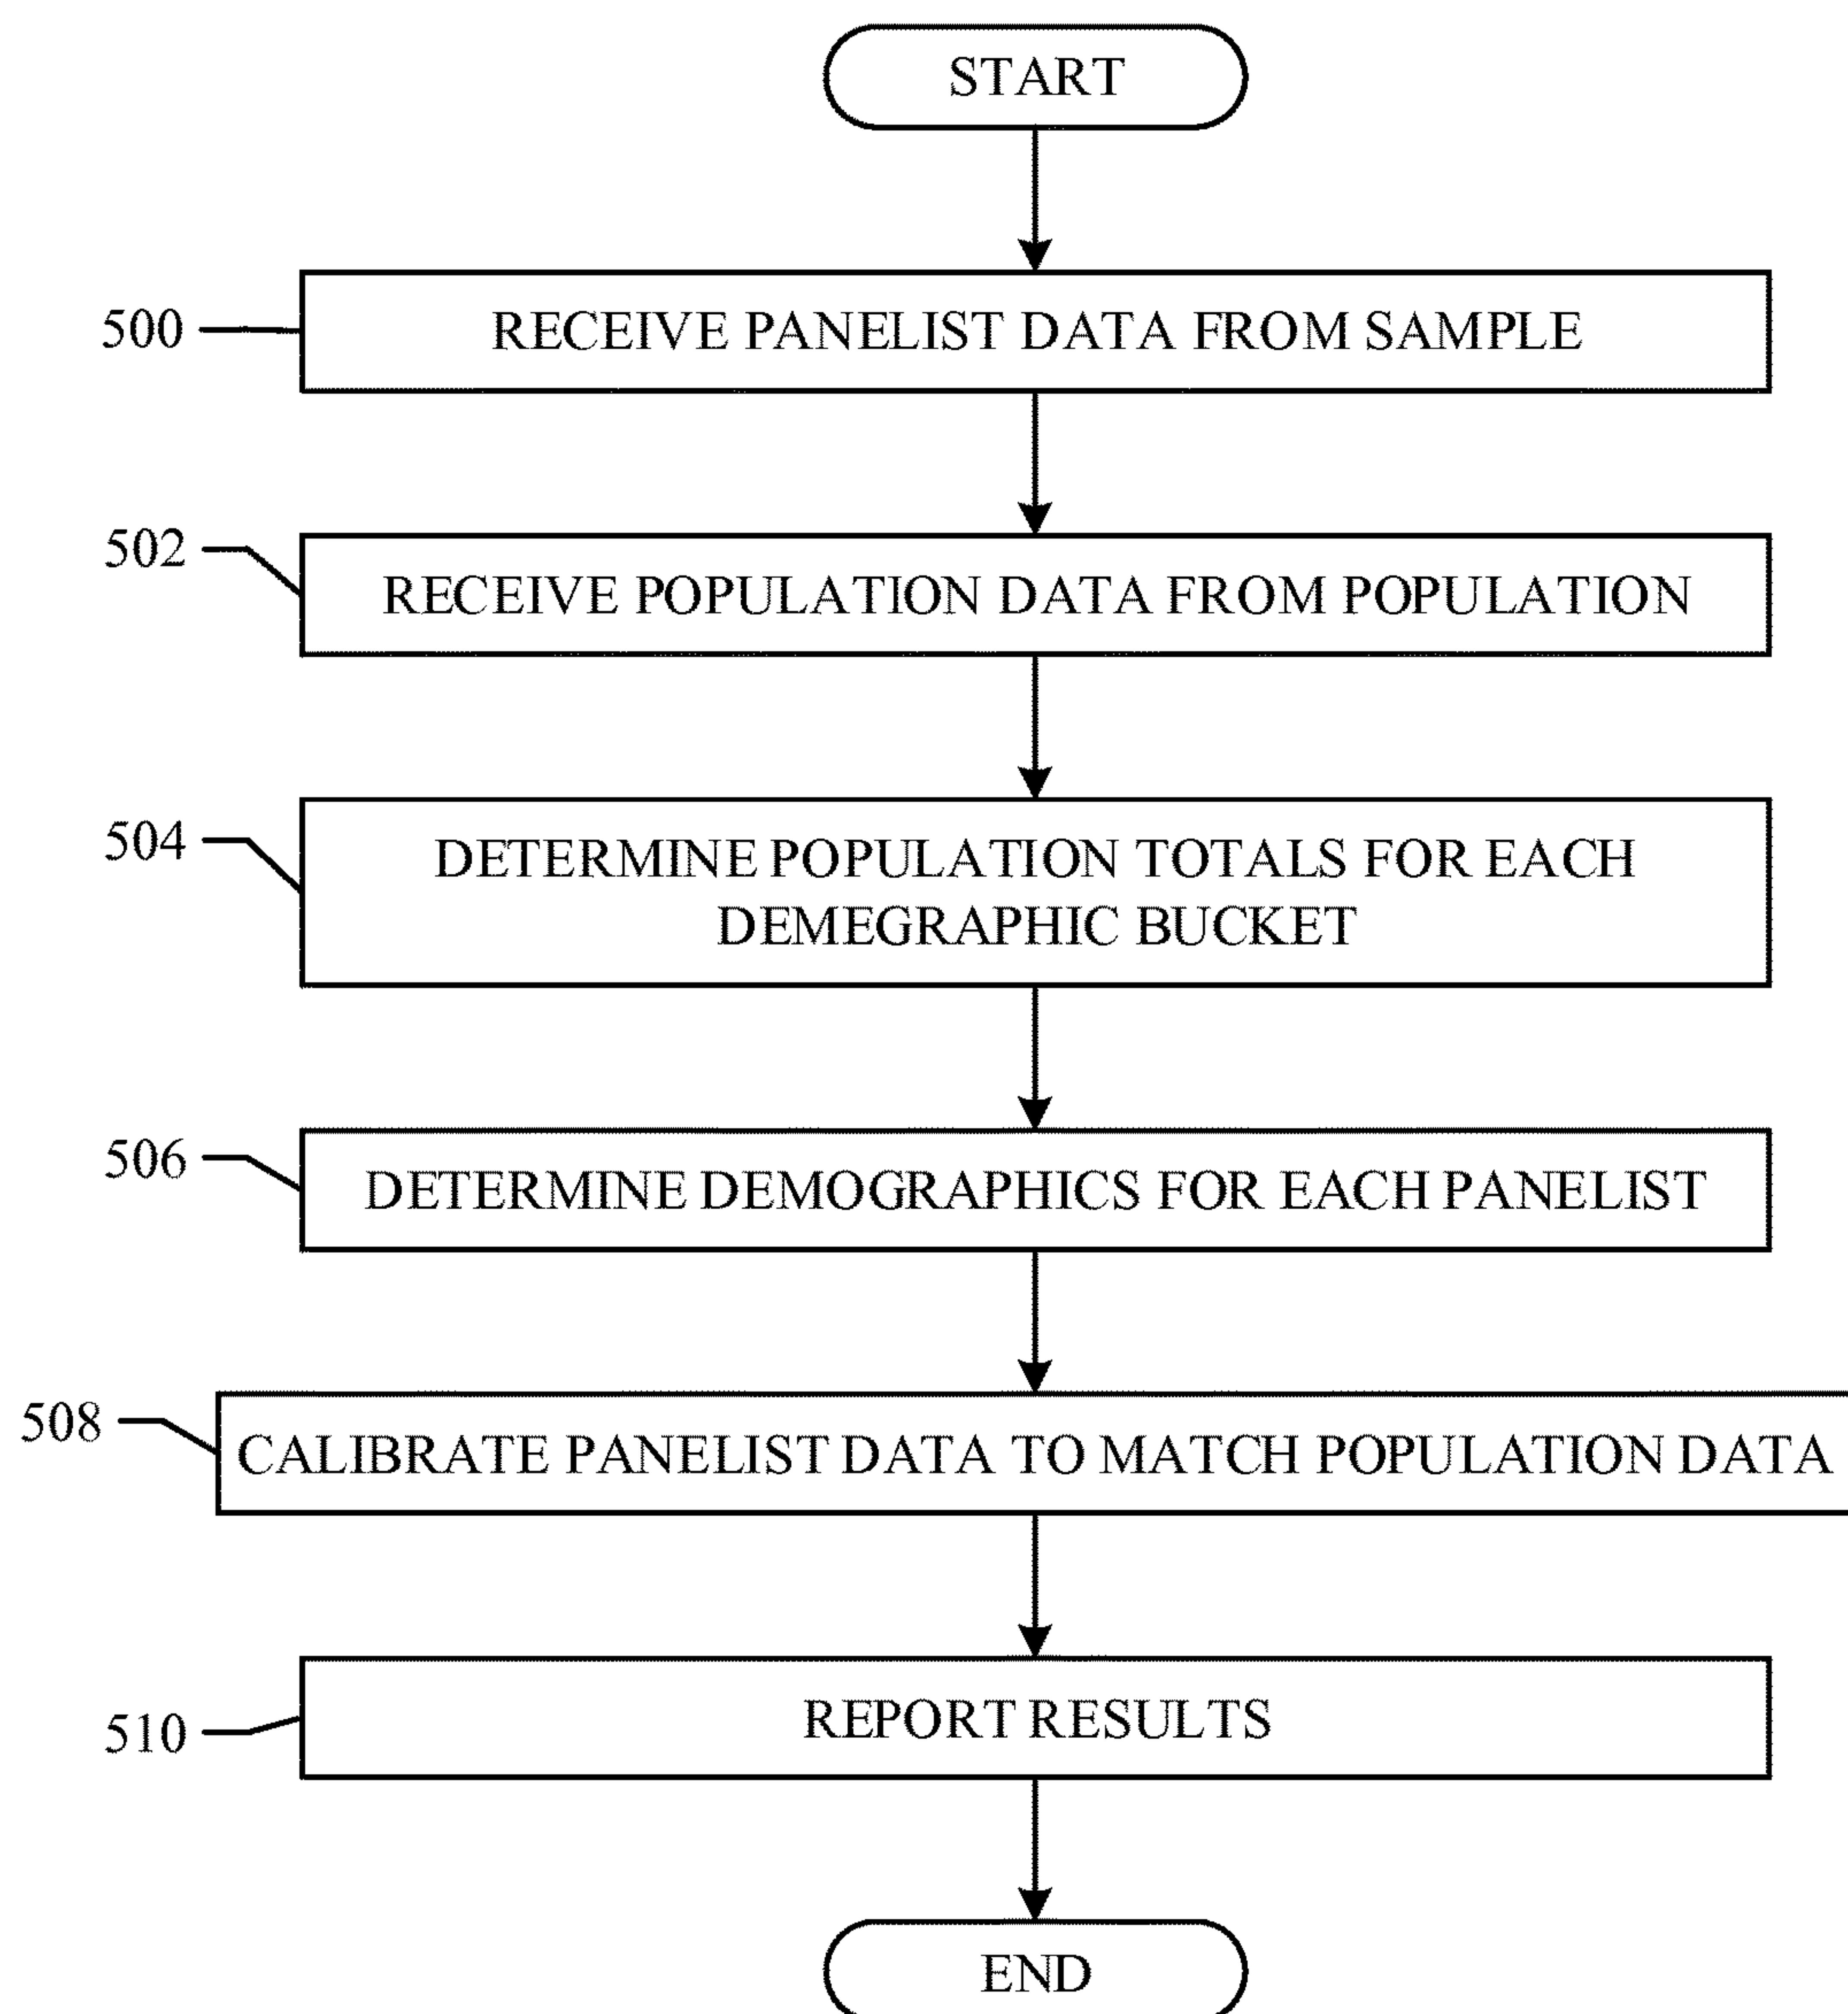 START
500
RECEIVE PANELIST DATA FROM SAMPLE
502
RECEIVE POPULATION DATA FROM POPULATION
504
DETERMINE POPULATION TOTALS FOR EACH
DEMEGRAPHIC BUCKET
506
DETERMINE DEMOGRAPHICS FOR EACH PANELIST
508
CALIBRATE PANELIST DATA TO MATCH POPULATION DATA
510
REPORT RESULTS
END